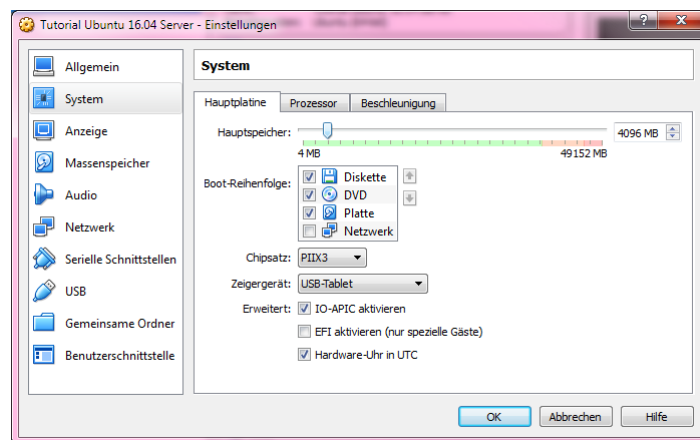 Tutorial Ubuntu 16.04 Server - Einstellungen
Allgemein
System
Anzeige
Massenspeicher
Audio
Netzwerk
Serielle Schnittstellen
USB
Gemeinsame Ordner
Benutzerschnittstelle
System
Hauptplatine Prozessor Beschleunigung
Hauptspeicher: 4096 MB
4 MB 49152 MB
Boot-Reihenfolge:
Diskette
DVD
Platte
Netzwerk
Chipsatz: PIIX3
Zeigergerät: USB-Tablet
Erweitert: IO-APIC aktivieren
EFI aktivieren (nur spezielle Gäste)
Hardware-Uhr in UTC
OK Abbrechen Hilfe